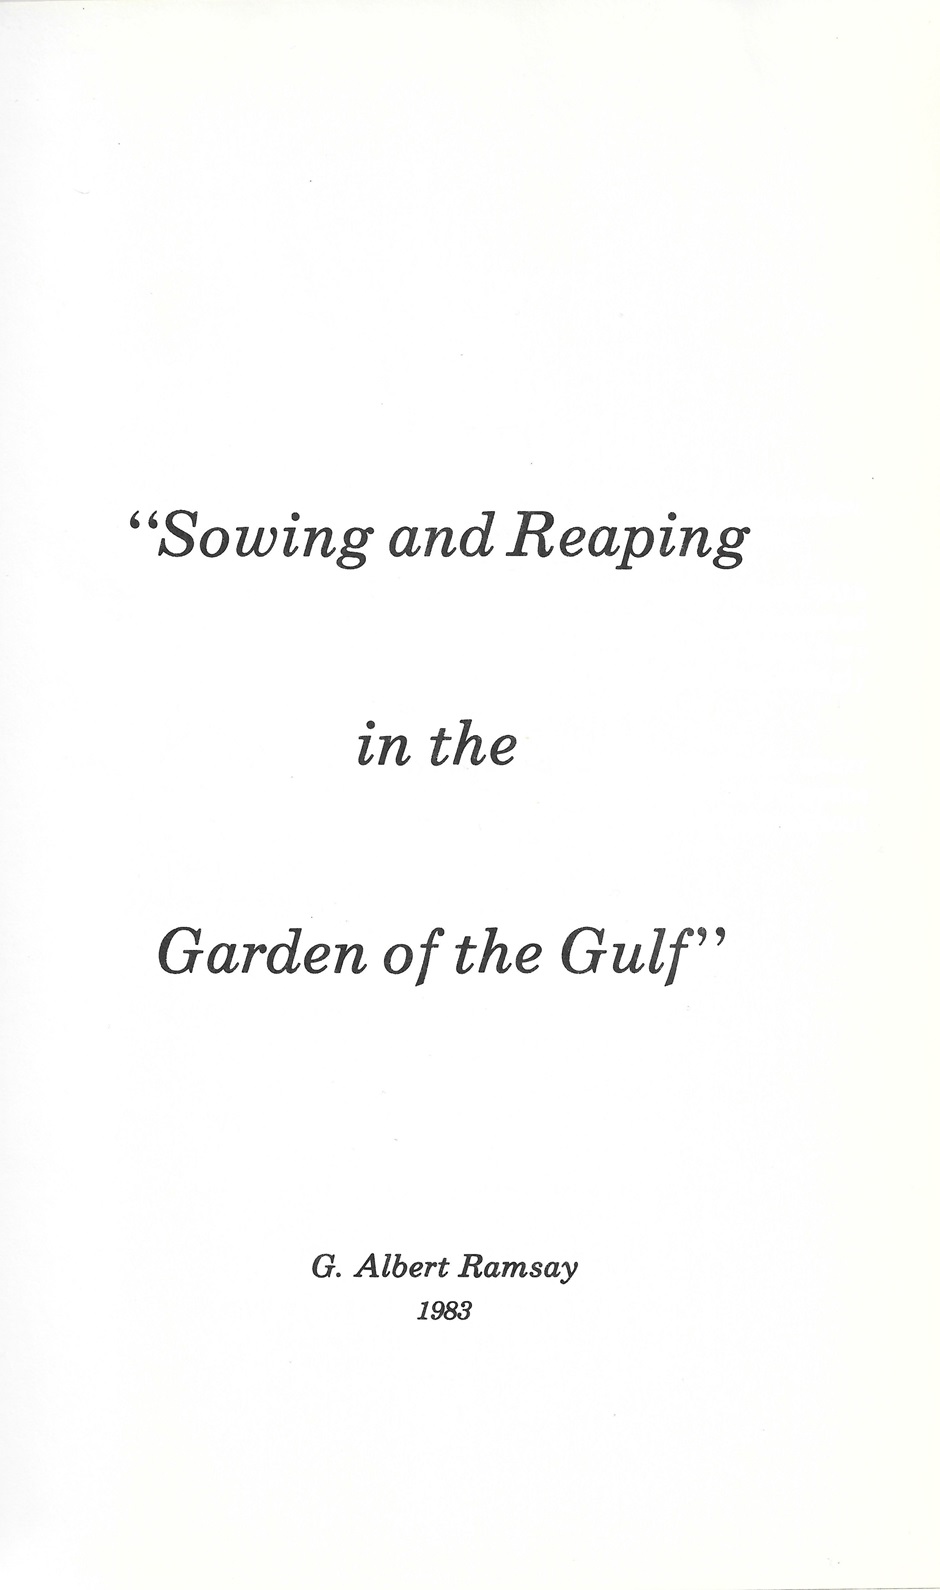 “Sowing and Reaping
in the
Garden of the Gulf”
G. Albert Ramsay
1983